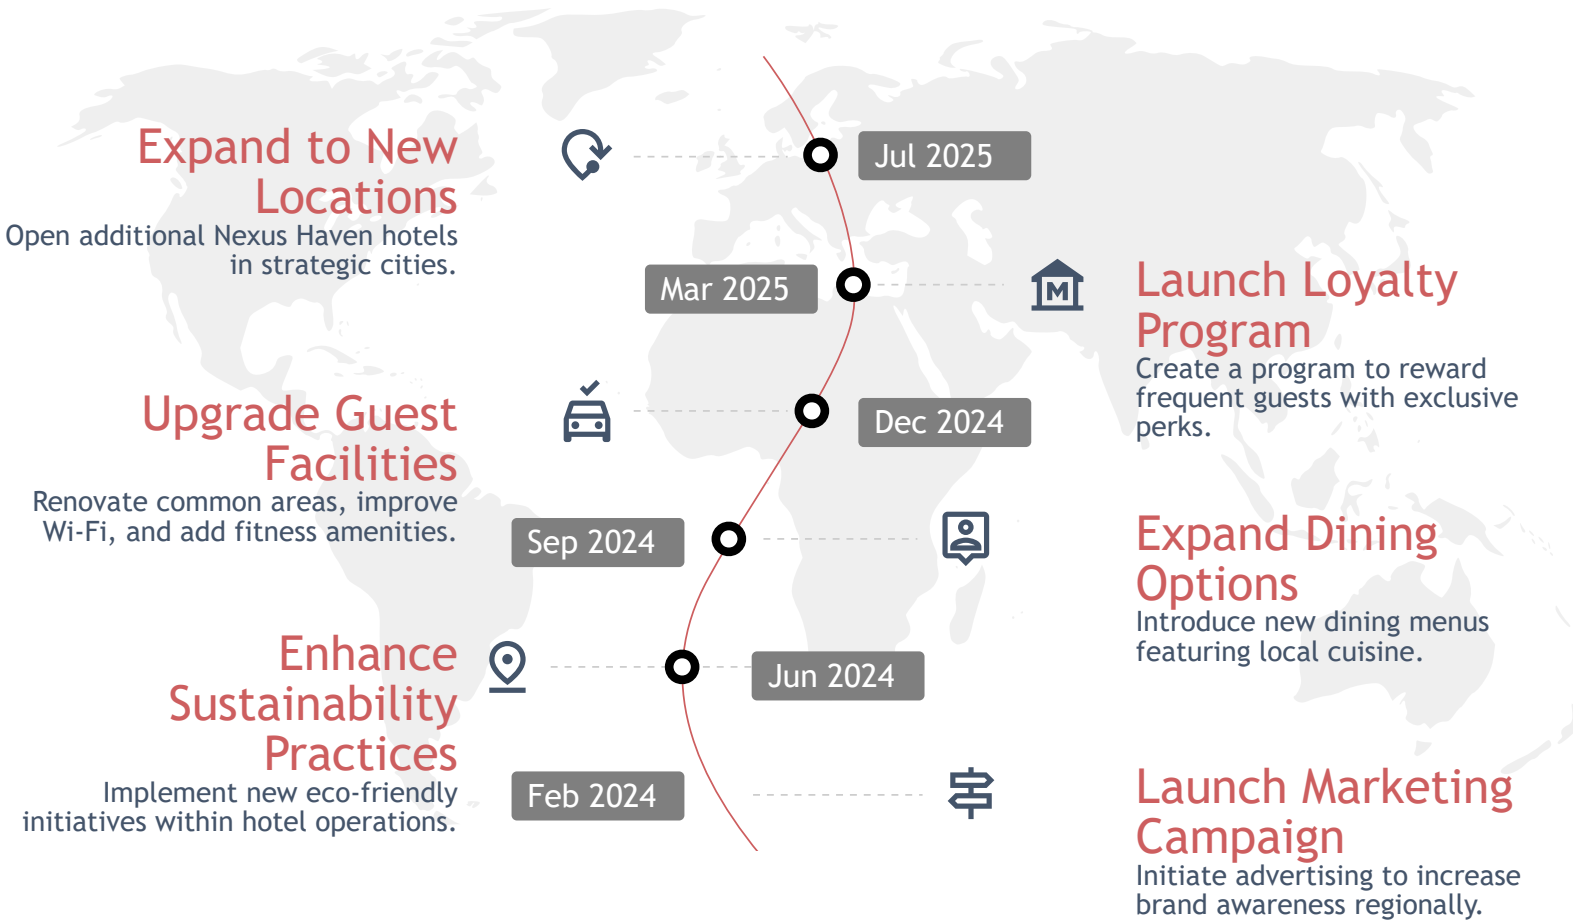 Expand to New
Locations
Open additional Nexus Haven hotels
in strategic cities.
Jul 2025
Mar 2025
Launch Loyalty
Program
Create a program to reward
frequent guests with exclusive
perks.
Upgrade Guest
Facilities
Renovate common areas, improve
Wi-Fi, and add fitness amenities.
Dec 2024
Sep 2024
Expand Dining
Options
Introduce new dining menus
featuring local cuisine.
Enhance
Sustainability
Practices
Implement new eco-friendly
initiatives within hotel operations.
Jun 2024
Feb 2024
Launch Marketing
Campaign
Initiate advertising to increase
brand awareness regionally.
M